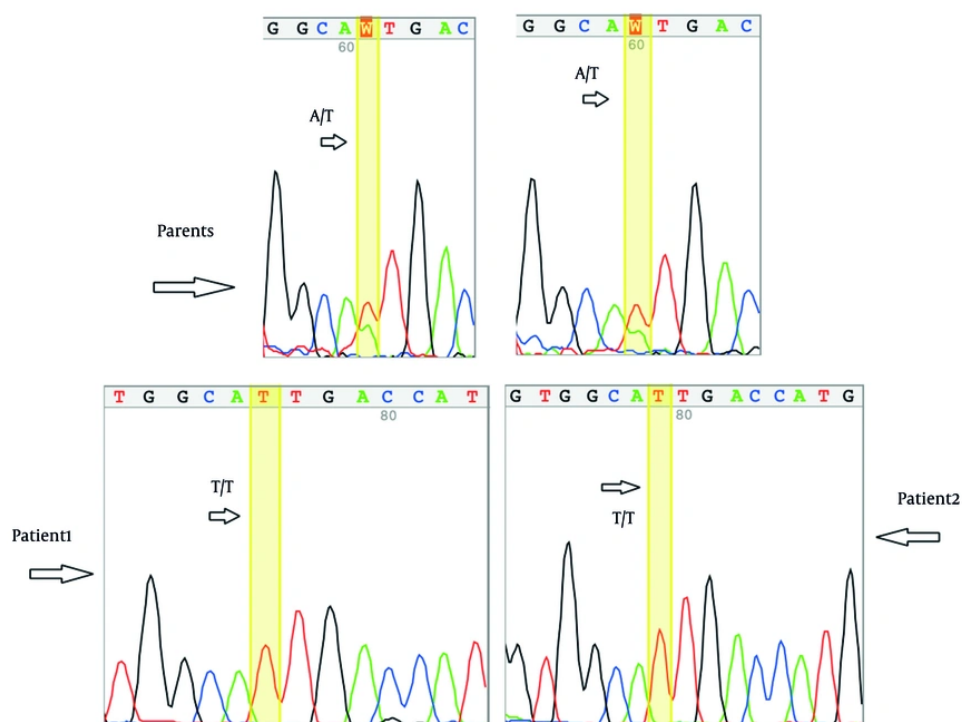 G G C A W T G A C
60
A/T
G G C A W T G A C
60
A/T
Parents
T G G C A T T G A C C A T
80
T/T
Patient1
G T G G C A T T G A C C A T G
80
T/T
Patient2